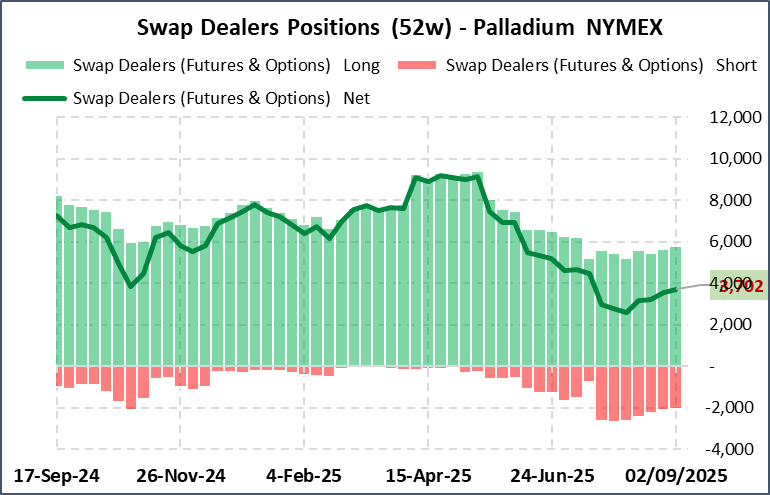 Swap Dealers Positions (52w) - Palladium NYMEX
Swap Dealers (Futures & Options) Long
Swap Dealers (Futures & Options) Short
Swap Dealers (Futures & Options) Net
12,000
10,000
8,000
6,000
4,000
3,702
2,000
-
-2,000
-4,000
17-Sep-24 26-Nov-24 4-Feb-25 15-Apr-25 24-Jun-25 02/09/2025